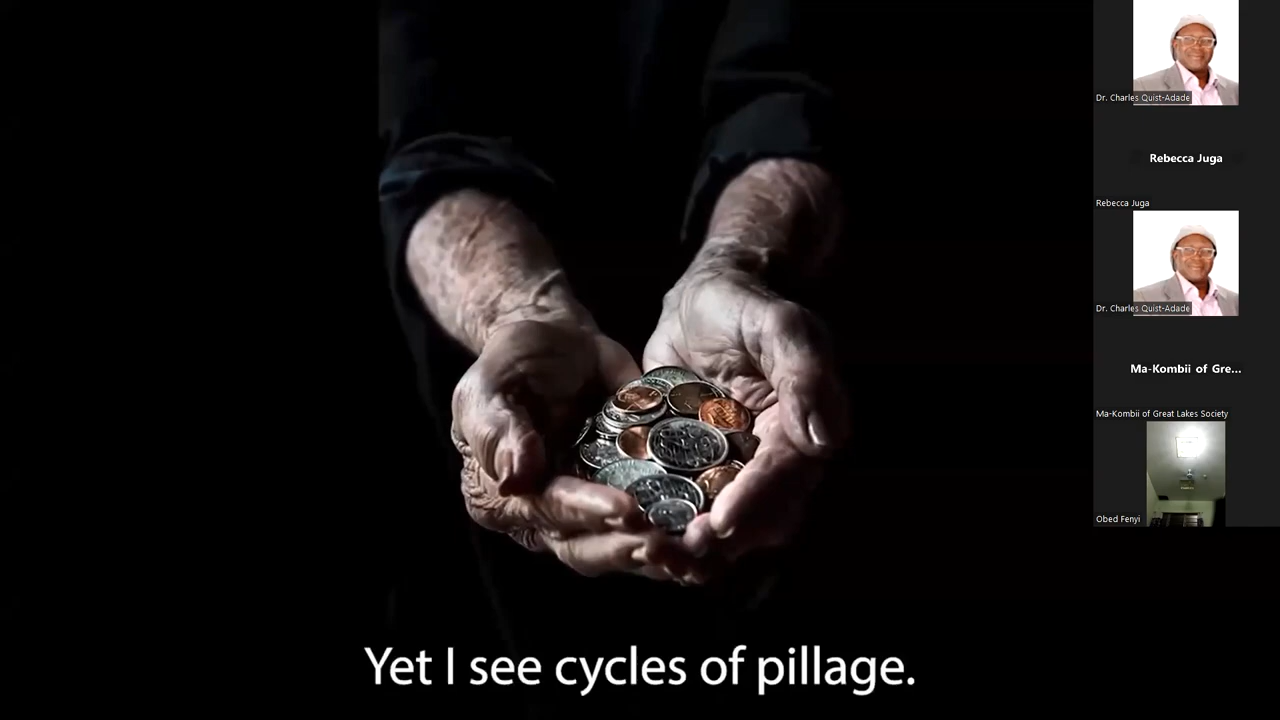 Yet I see cycles of pillage.
Dr. Charles Quist-Adade
Rebecca Juga
Rebecca Juga
Dr. Charles Quist-Adade
Ma-Kombii of Gre...
Ma-Kombii of Great Lakes Society
Obed Fenyi